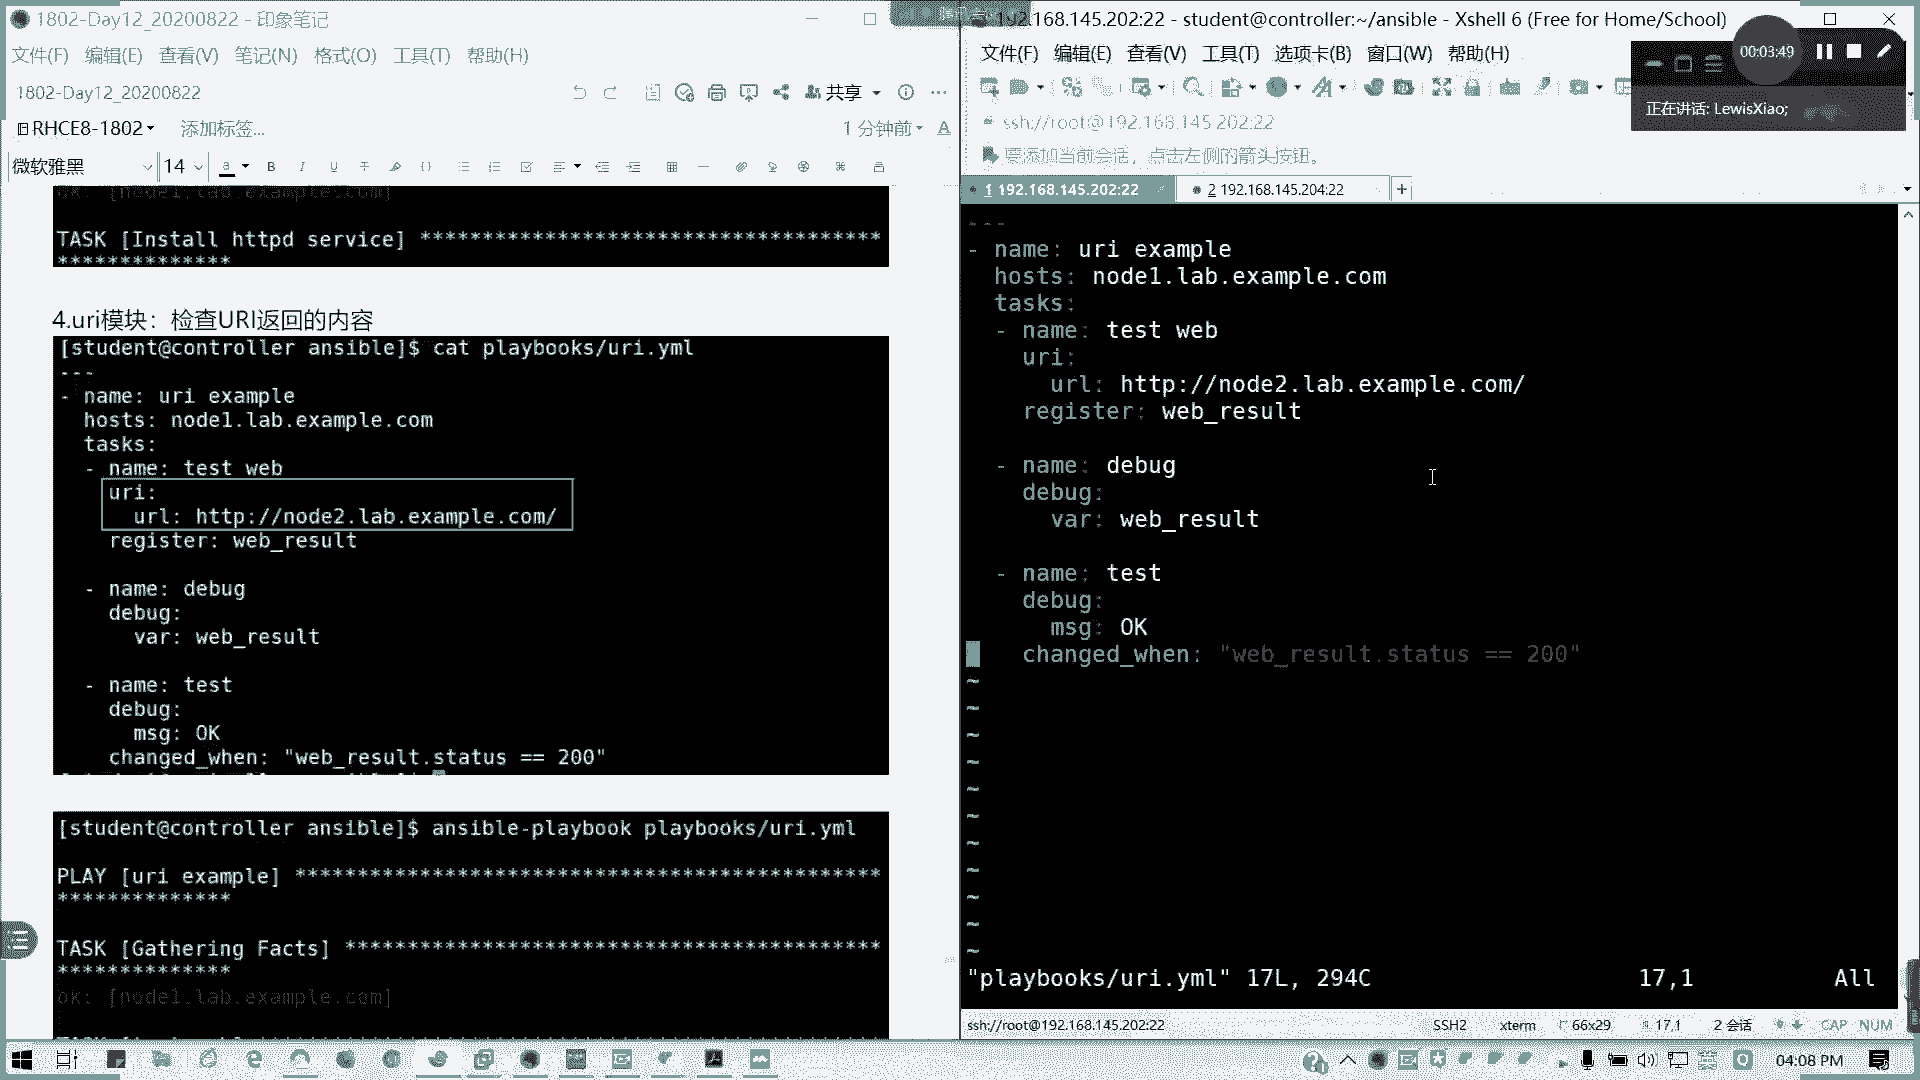 1802-Day12_20200822 - 印象笔记
文件(F) 编辑(E) 查看(V) 笔记(N) 格式(O) 工具(T) 帮助(H)
1802-Day12_20200822
共享
RHCE8-1802
添加标签...
1 分钟前
微软雅黑 14
ok: [node1.lab.example.com]
TASK [Install httpd service] *************************************
**************
4.uri模块：检查URI返回的内容
[student@controller ansible]$ cat playbooks/uri.yml
---
- name: uri example
  hosts: node1.lab.example.com
  tasks:
  - name: test web
    uri:
      url: http://node2.lab.example.com/
    register: web_result
  - name: debug
    debug:
      var: web_result
  - name: test
    debug:
      msg: OK
    changed_when: "web_result.status == 200"
[student@controller ansible]$ ansible-playbook playbooks/uri.yml
PLAY [uri example] ***********************************************
**************
TASK [Gathering Facts] *******************************************
**************
ok: [node1.lab.example.com]
192.168.145.202:22 - student@controller:~/ansible - Xshell 6 (Free for Home/School)
文件(F) 编辑(E) 查看(V) 工具(T) 选项卡(B) 窗口(W) 帮助(H)
00:03:49
正在讲话: LewisXiao;
ssh://root@192.168.145.202:22
要添加当前会话，点击左侧的箭头按钮。
1 192.168.145.202:22
2 192.168.145.204:22
---
- name: uri example
  hosts: node1.lab.example.com
  tasks:
  - name: test web
    uri:
      url: http://node2.lab.example.com/
    register: web_result
  - name: debug
    debug:
      var: web_result
  - name: test
    debug:
      msg: OK
    changed_when: "web_result.status == 200"
~
~
~
~
~
~
~
~
~
~
~
"playbooks/uri.yml" 17L, 294C 17,1 All
ssh://root@192.168.145.202:22 SSH2 xterm 66x29 17,1 2 会话 CAP NUM
英 04:08 PM